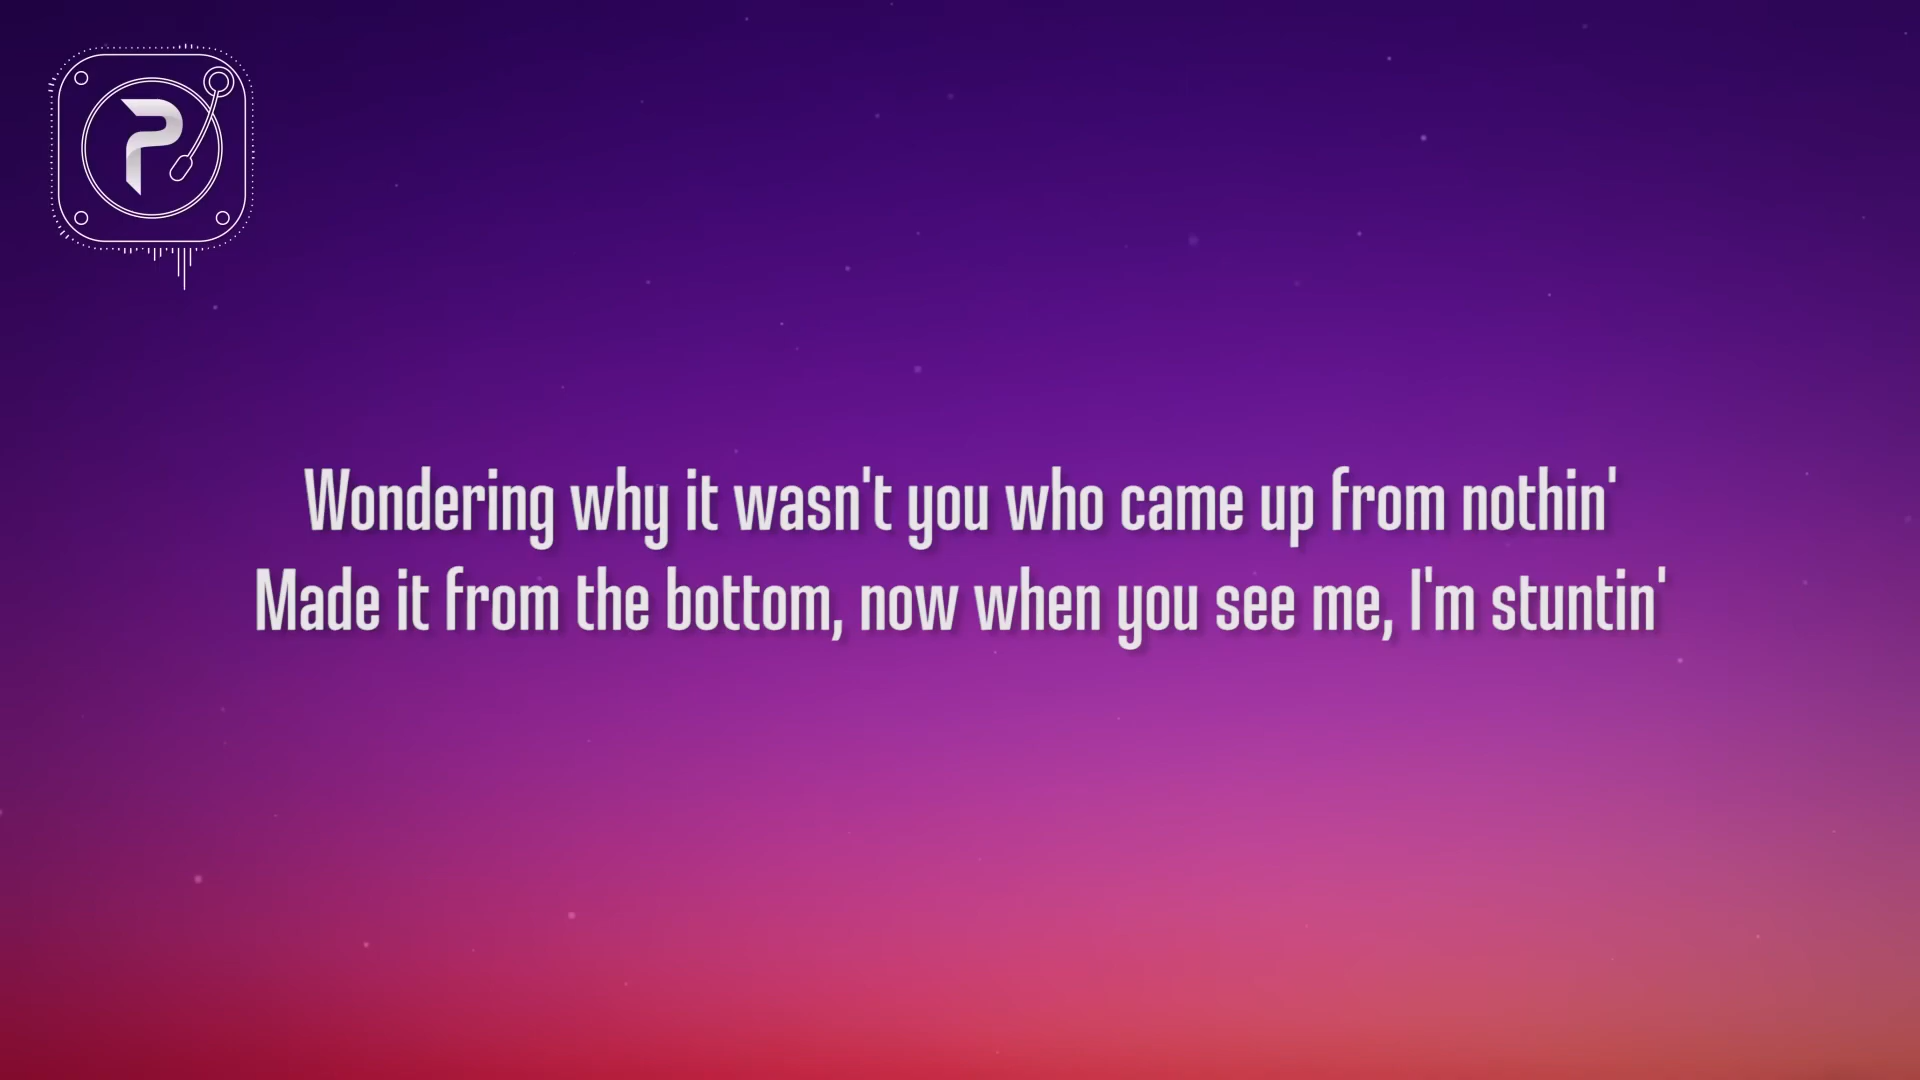 P
Wondering why it wasn't you who came up from nothin'
Made it from the bottom, now when you see me, I'm stuntin'